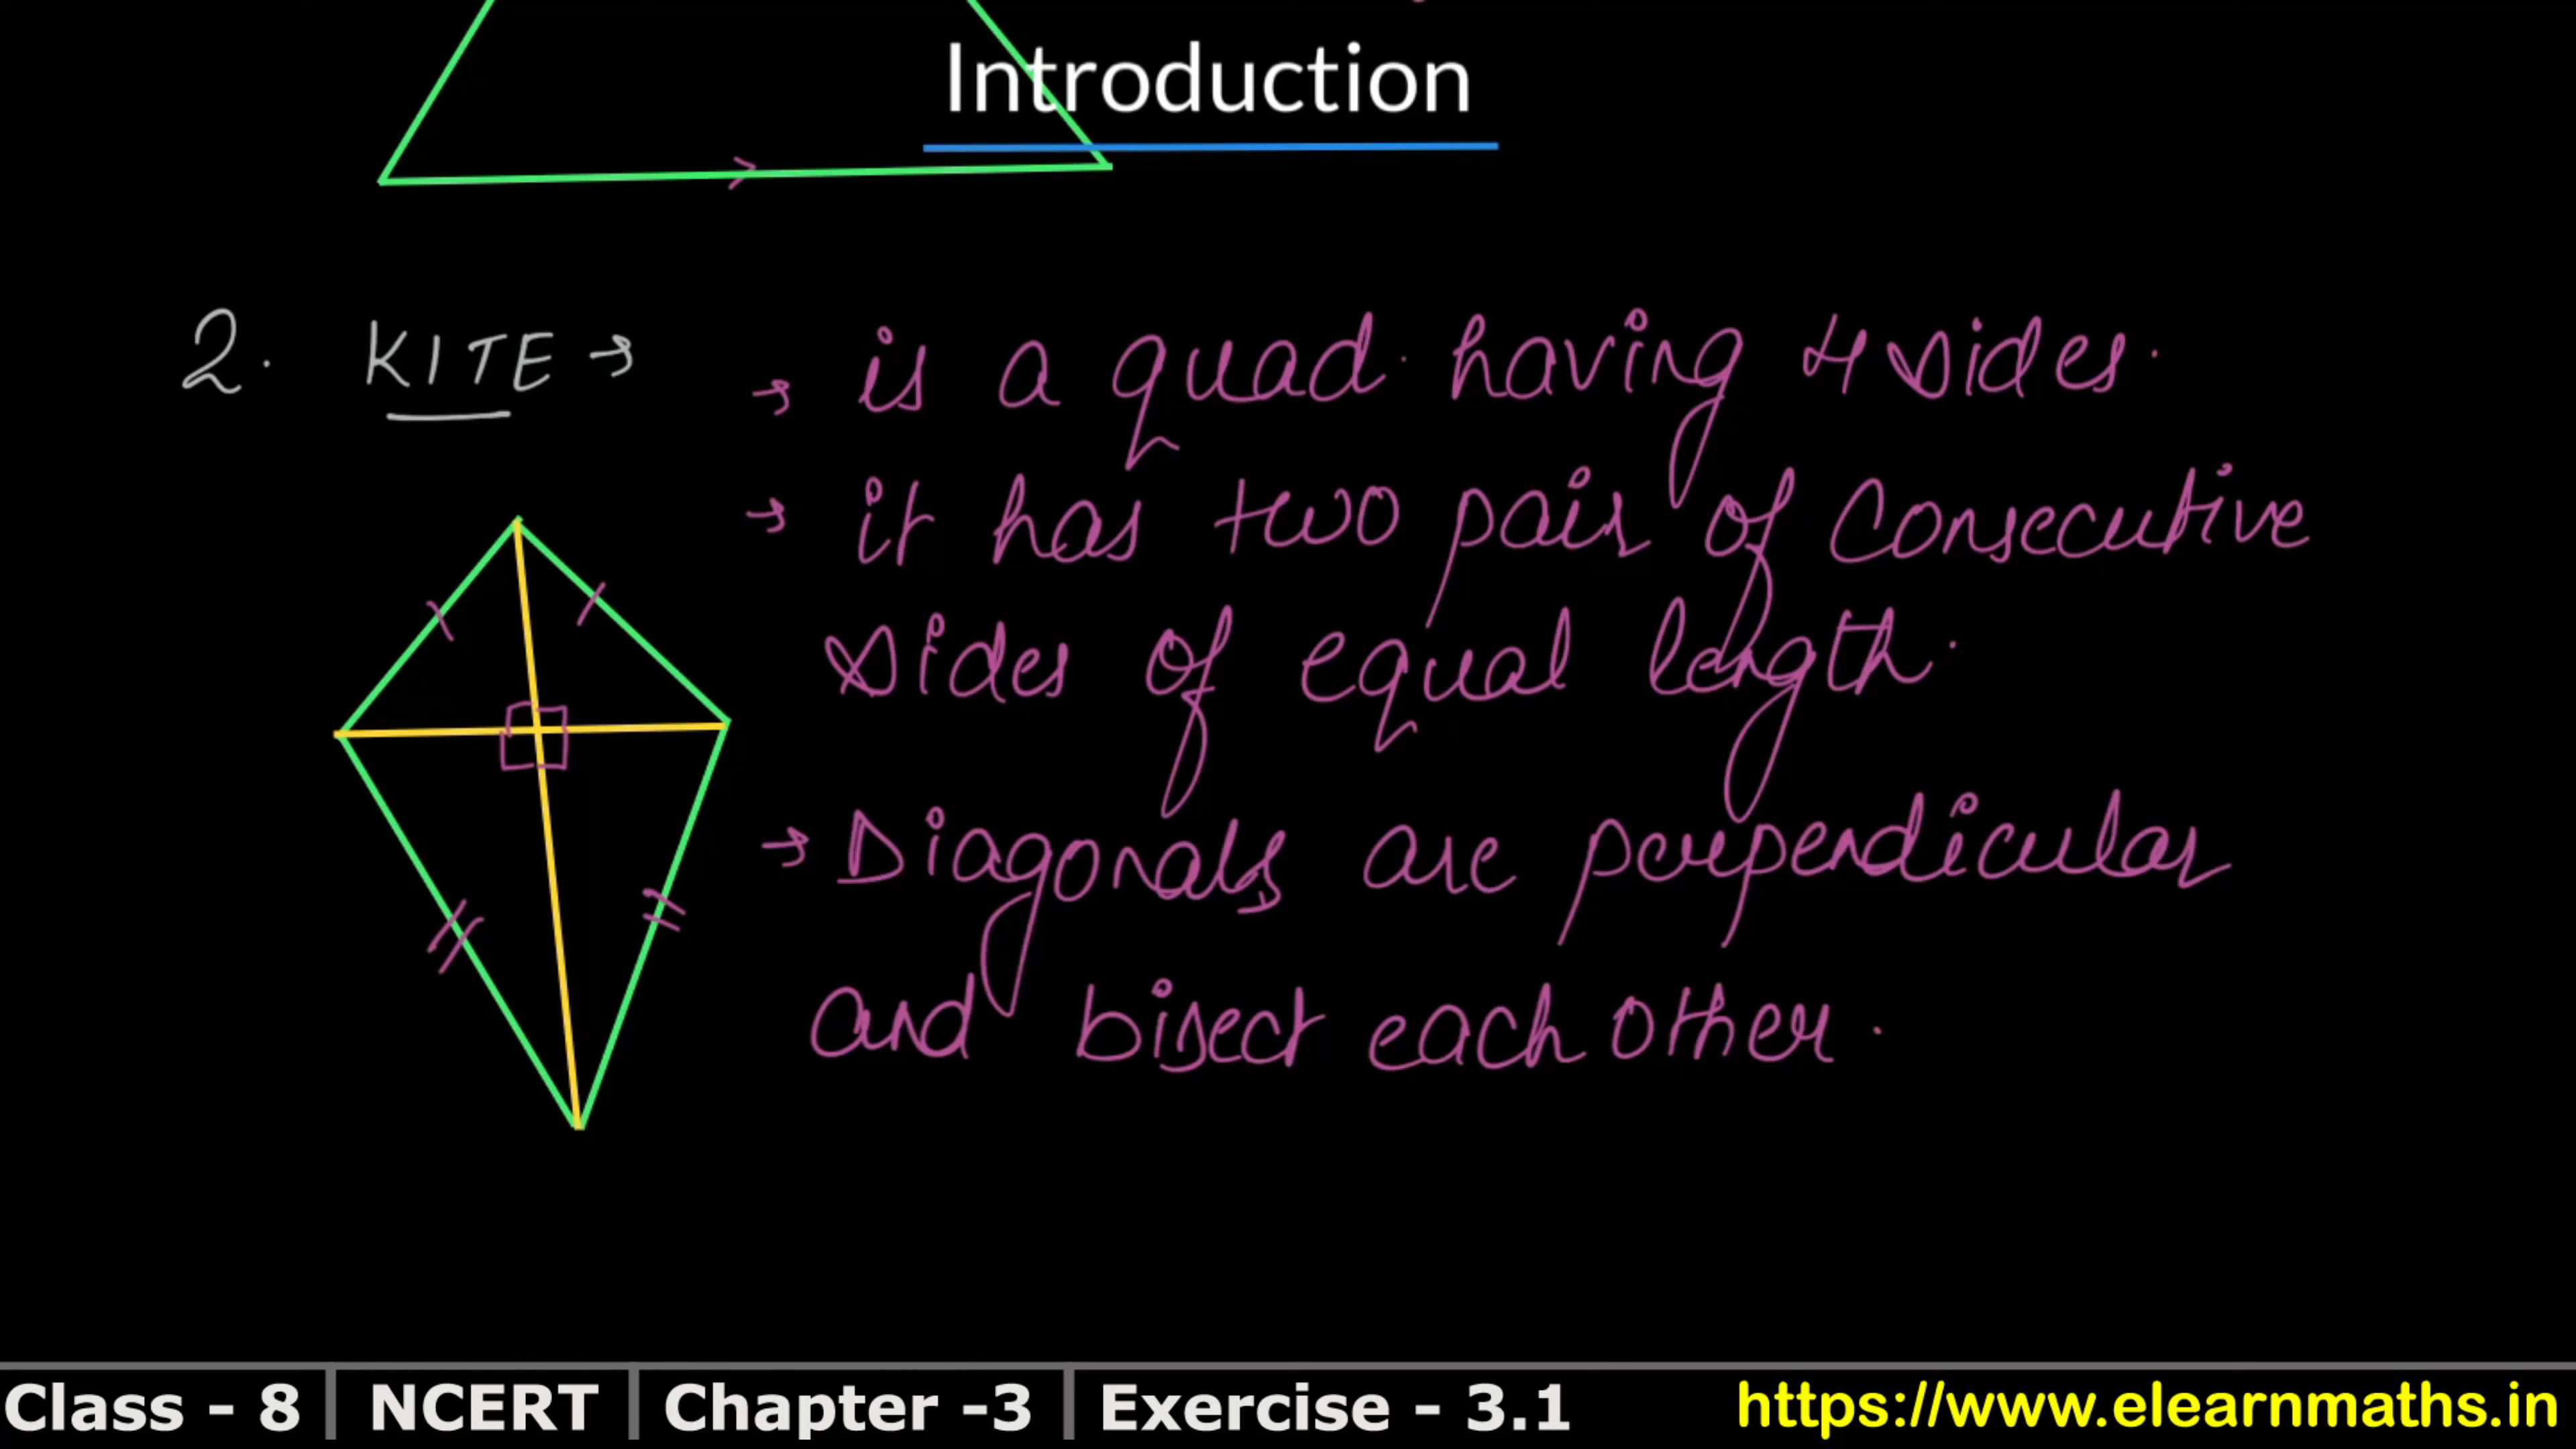 Introduction
2. KITE →
→ is a quad. having 4 sides.
→ it has two pair of consecutive
sides of equal length.
→ Diagonals are perpendicular
and bisect each other.
Class - 8 | NCERT | Chapter -3 | Exercise - 3.1 https://www.elearnmaths.in